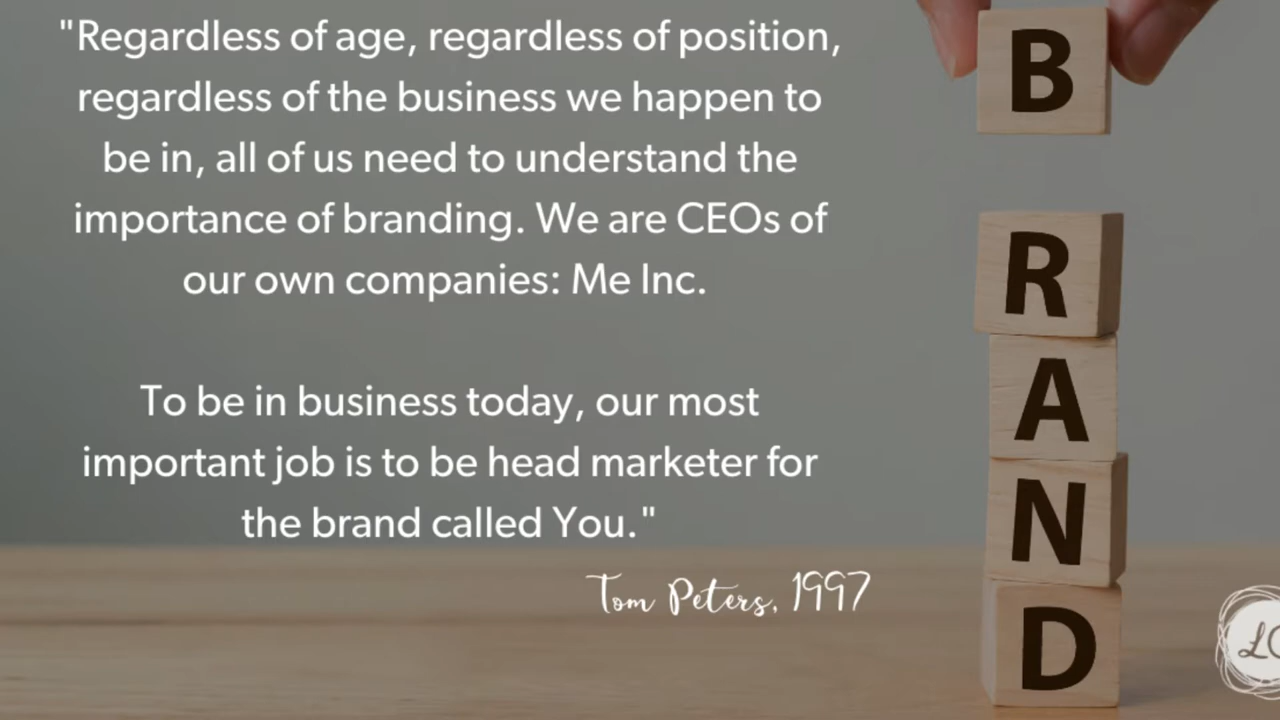 "Regardless of age, regardless of position,
regardless of the business we happen to
be in, all of us need to understand the
importance of branding. We are CEOs of
our own companies: Me Inc.
To be in business today, our most
important job is to be head marketer for
the brand called You."
Tom Peters, 1997
B
R
A
N
D